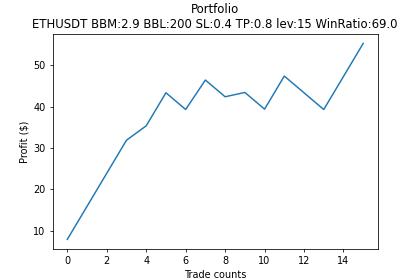 Portfolio
ETHUSDT BBM:2.9 BBL:200 SL:0.4 TP:0.8 lev:15 WinRatio:69.0
50
40
30
20
10
Profit ($)
0 2 4 6 8 10 12 14
Trade counts